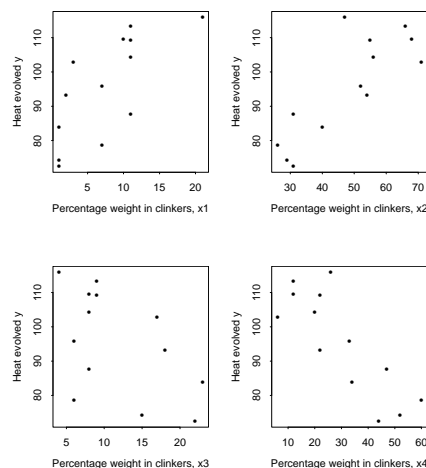 Heat evolved y
80 90 100 110
5 10 15 20
Percentage weight in clinkers, x1
Heat evolved y
80 90 100 110
30 40 50 60 70
Percentage weight in clinkers, x2
Heat evolved y
80 90 100 110
5 10 15 20
Percentage weight in clinkers, x3
Heat evolved y
80 90 100 110
10 20 30 40 50 60
Percentage weight in clinkers, x4